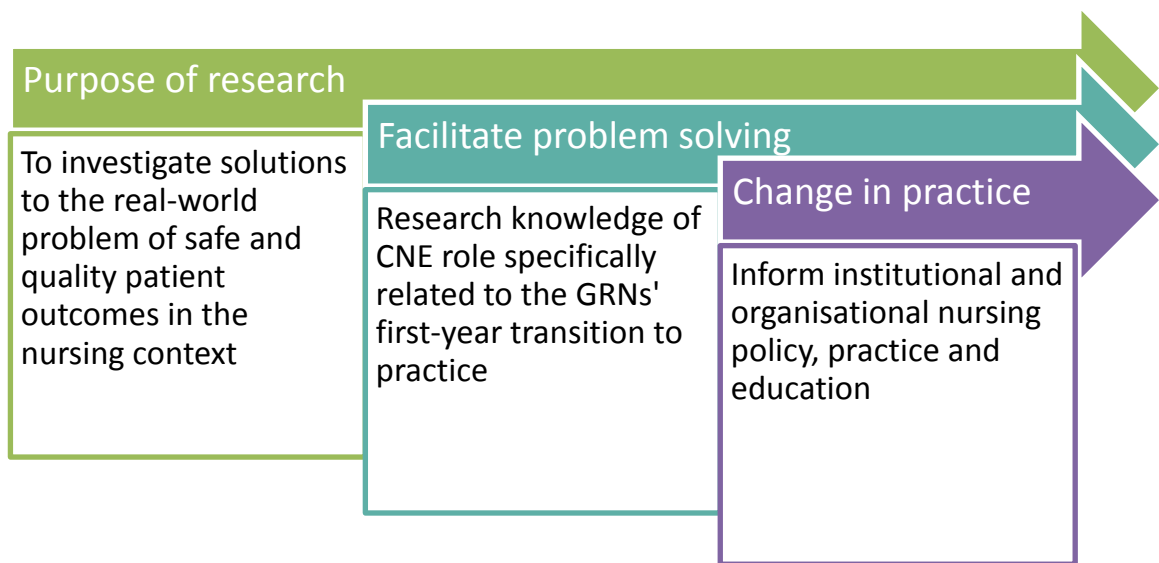 Purpose of research
To investigate solutions
to the real-world
problem of safe and
quality patient
outcomes in the
nursing context
Facilitate problem solving
Research knowledge of
CNE role specifically
related to the GRNs'
first-year transition to
practice
Change in practice
Inform institutional and
organisational nursing
policy, practice and
education